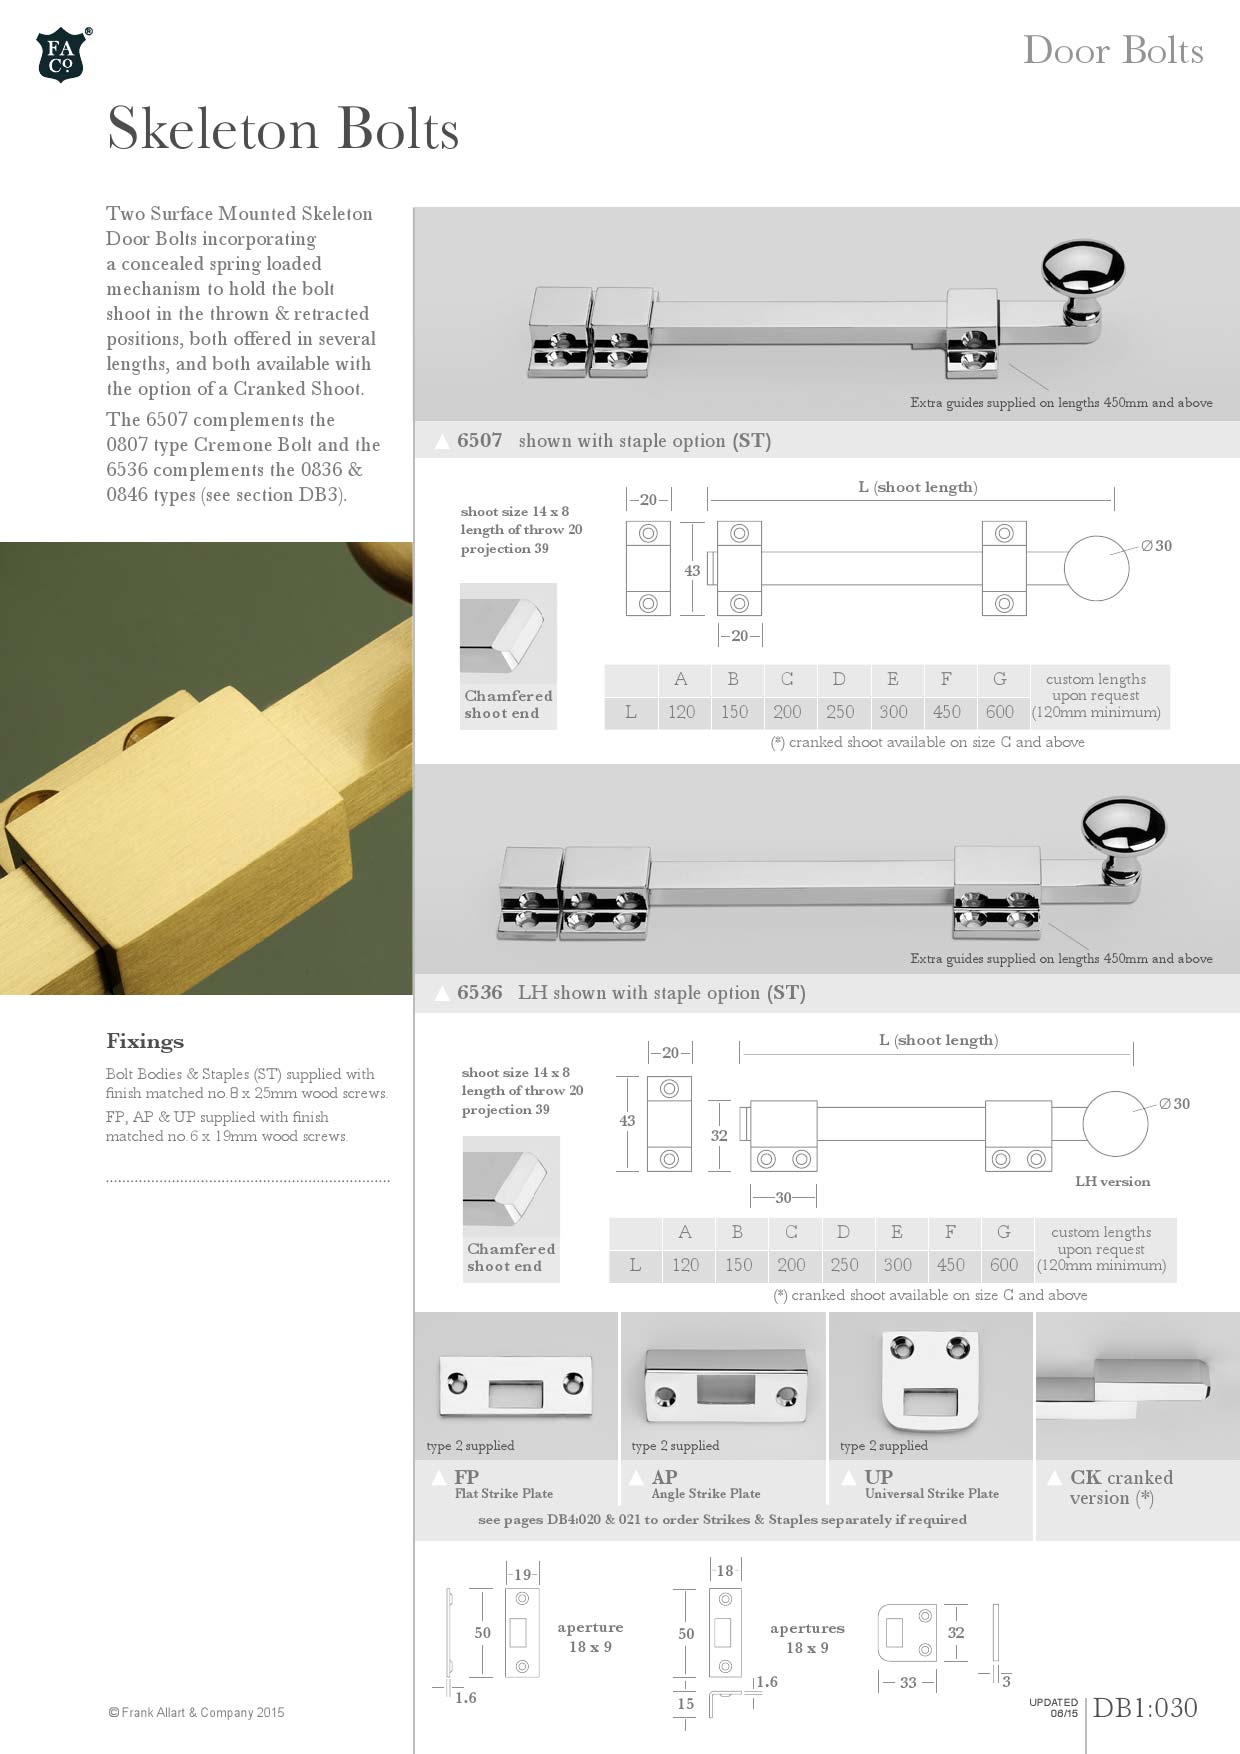 FA
Co.
®
Door Bolts
Skeleton Bolts
Two Surface Mounted Skeleton
Door Bolts incorporating
a concealed spring loaded
mechanism to hold the bolt
shoot in the thrown & retracted
positions, both offered in several
lengths, and both available with
the option of a Cranked Shoot.
The 6507 complements the
0807 type Cremone Bolt and the
6536 complements the 0836 &
0846 types (see section DB3).
Fixings
Bolt Bodies & Staples (ST) supplied with
finish matched no. 8 x 25mm wood screws.
FP, AP & UP supplied with finish
matched no. 6 x 19mm wood screws.
Extra guides supplied on lengths 450mm and above
6507 shown with staple option (ST)
shoot size 14 x 8
length of throw 20
projection 39
20
L (shoot length)
43
Ø 30
20
Chamfered
shoot end
A B C D E F G custom lengths
upon request
L 120 150 200 250 300 450 600 (120mm minimum)
(*) cranked shoot available on size C and above
Extra guides supplied on lengths 450mm and above
6536 LH shown with staple option (ST)
shoot size 14 x 8
length of throw 20
projection 39
20
L (shoot length)
43
32
Ø 30
30
LH version
Chamfered
shoot end
A B C D E F G custom lengths
upon request
L 120 150 200 250 300 450 600 (120mm minimum)
(*) cranked shoot available on size C and above
type 2 supplied
type 2 supplied
type 2 supplied
FP
Flat Strike Plate
AP
Angle Strike Plate
UP
Universal Strike Plate
CK cranked
version (*)
see pages DB4:020 & 021 to order Strikes & Staples separately if required
19
50
1.6
aperture
18 x 9
18
50
15
1.6
apertures
18 x 9
32
33
3
© Frank Allart & Company 2015
UPDATED
06/15
DB1:030